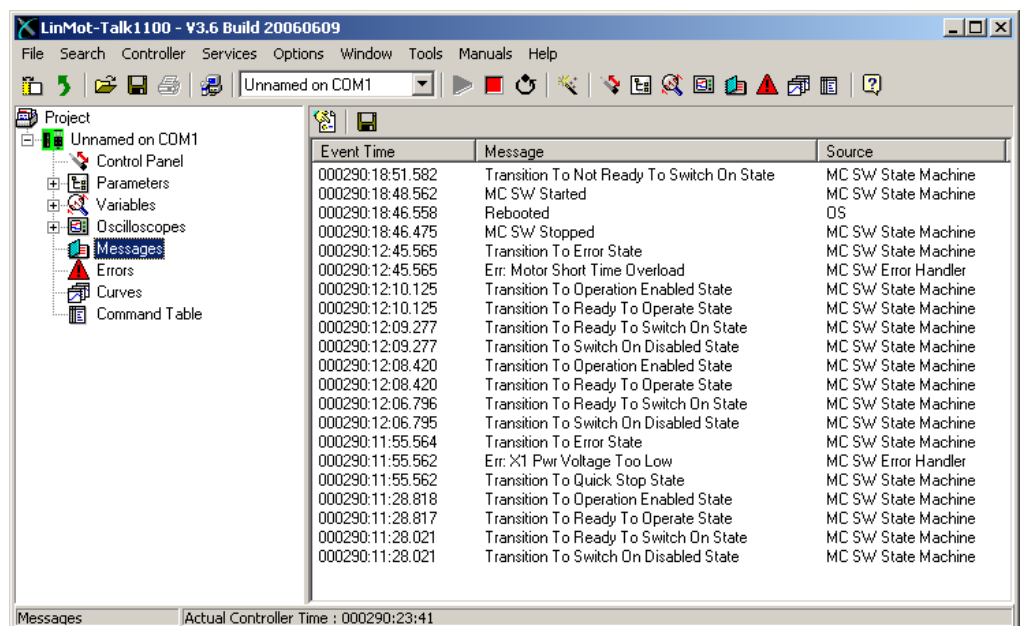 LinMot-Talk1100 - V3.6 Build 20060609
File Search Controller Services Options Window Tools Manuals Help
Unnamed on COM1
Project
Unnamed on COM1
Control Panel
Parameters
Variables
Oscilloscopes
Messages
Errors
Curves
Command Table
Event Time Message Source
000290:18:51.582 Transition To Not Ready To Switch On State MC SW State Machine
000290:18:48.562 MC SW Started MC SW State Machine
000290:18:46.558 Rebooted OS
000290:18:46.475 MC SW Stopped MC SW State Machine
000290:12:45.565 Transition To Error State MC SW State Machine
000290:12:45.565 Err: Motor Short Time Overload MC SW Error Handler
000290:12:10.125 Transition To Operation Enabled State MC SW State Machine
000290:12:10.125 Transition To Ready To Operate State MC SW State Machine
000290:12:09.277 Transition To Ready To Switch On State MC SW State Machine
000290:12:09.277 Transition To Switch On Disabled State MC SW State Machine
000290:12:08.420 Transition To Operation Enabled State MC SW State Machine
000290:12:08.420 Transition To Ready To Operate State MC SW State Machine
000290:12:06.796 Transition To Ready To Switch On State MC SW State Machine
000290:12:06.795 Transition To Switch On Disabled State MC SW State Machine
000290:11:55.564 Transition To Error State MC SW State Machine
000290:11:55.562 Err: X1 Pwr Voltage Too Low MC SW Error Handler
000290:11:55.562 Transition To Quick Stop State MC SW State Machine
000290:11:28.818 Transition To Operation Enabled State MC SW State Machine
000290:11:28.817 Transition To Ready To Operate State MC SW State Machine
000290:11:28.021 Transition To Ready To Switch On State MC SW State Machine
000290:11:28.021 Transition To Switch On Disabled State MC SW State Machine
Messages Actual Controller Time : 000290:23:41